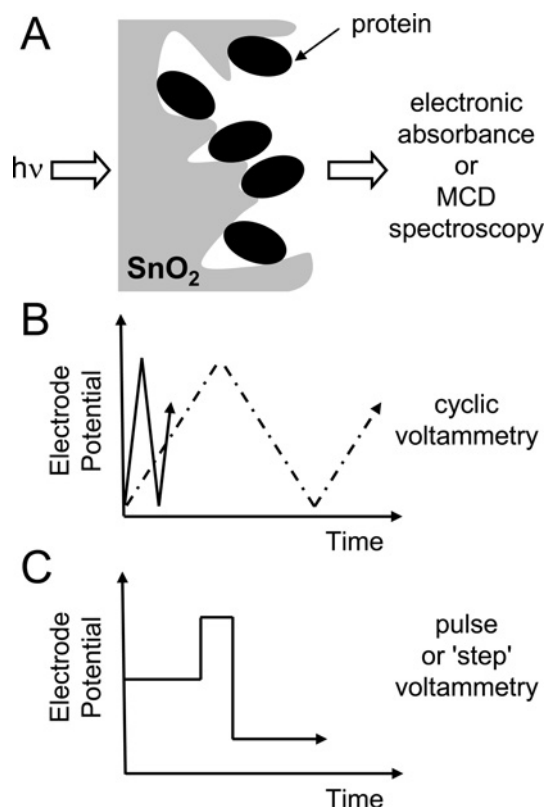 A
protein
hν
electronic
absorbance
or
MCD
spectroscopy
SnO₂
B
Electrode
Potential
cyclic
voltammetry
Time
C
Electrode
Potential
pulse
or 'step'
voltammetry
Time